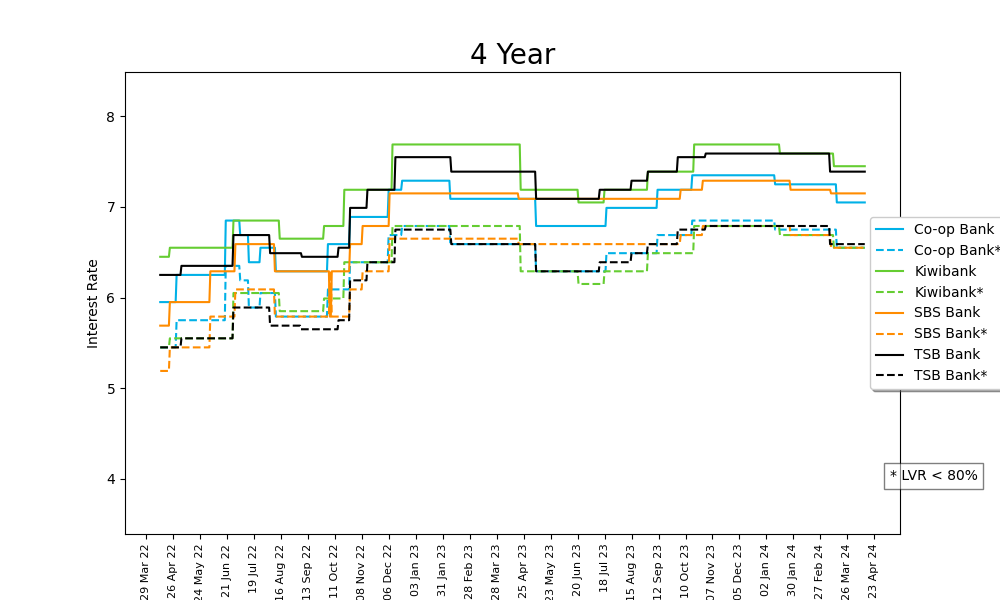 4 Year
Interest Rate
8
7
6
5
4
Co-op Bank
Co-op Bank*
Kiwibank
Kiwibank*
SBS Bank
SBS Bank*
TSB Bank
TSB Bank*
* LVR < 80%
29 Mar 22
26 Apr 22
24 May 22
21 Jun 22
19 Jul 22
16 Aug 22
13 Sep 22
11 Oct 22
08 Nov 22
06 Dec 22
03 Jan 23
31 Jan 23
28 Feb 23
28 Mar 23
25 Apr 23
23 May 23
20 Jun 23
18 Jul 23
15 Aug 23
12 Sep 23
10 Oct 23
07 Nov 23
05 Dec 23
02 Jan 24
30 Jan 24
27 Feb 24
26 Mar 24
23 Apr 24